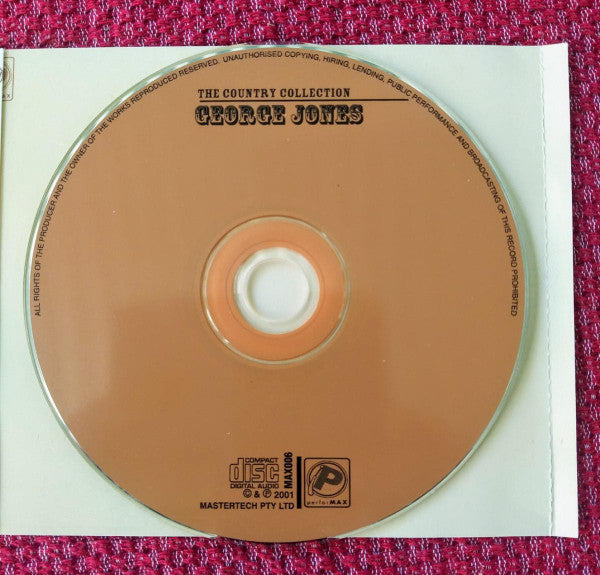 ALL RIGHTS OF THE PRODUCER AND THE OWNER OF THE WORKS REPRODUCED RESERVED. UNAUTHORISED COPYING, HIRING, LENDING, PUBLIC PERFORMANCE AND BROADCASTING OF THIS RECORD PROHIBITED
THE COUNTRY COLLECTION
GEORGE JONES
COMPACT
disc
DIGITAL AUDIO
© & ℗ 2001
MASTERTECH PTY LTD
MAX006
P
performAX